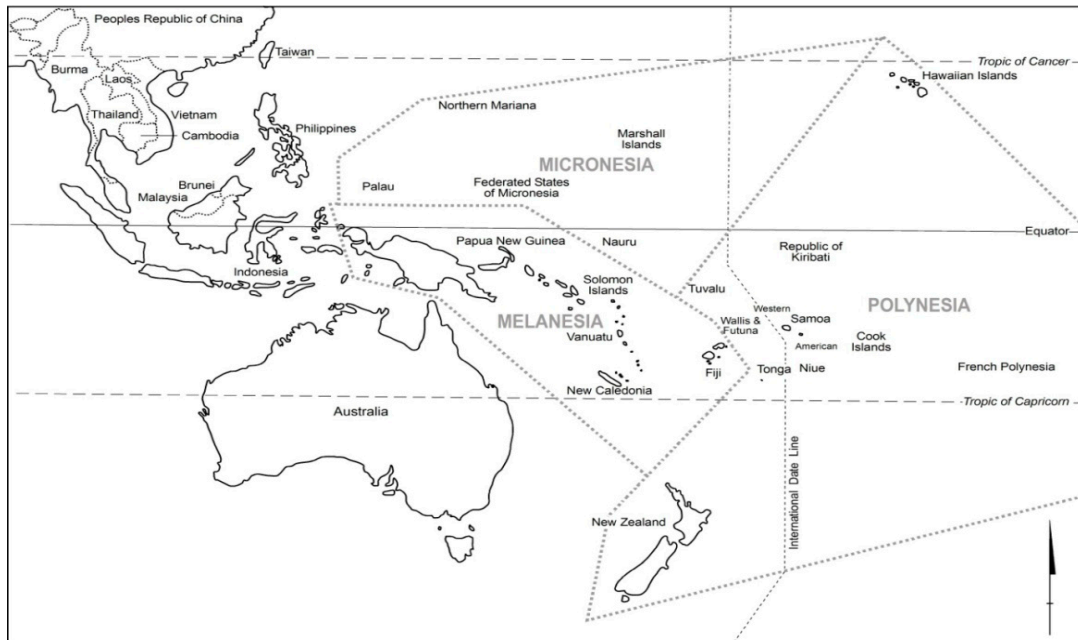 Peoples Republic of China
Taiwan
Tropic of Cancer
Burma
Laos
Hawaiian Islands
Northern Mariana
Thailand
Vietnam
Philippines
Cambodia
Marshall
Islands
MICRONESIA
Brunei
Malaysia
Palau
Federated States
of Micronesia
Equator
Papua New Guinea
Nauru
Republic of
Kiribati
Indonesia
Solomon
Islands
Tuvalu
Western
POLYNESIA
MELANESIA
Wallis &
Futuna
Samoa
Vanuatu
American
Cook
Islands
Fiji
Tonga
Niue
French Polynesia
New Caledonia
Tropic of Capricorn
Australia
International Date Line
New Zealand